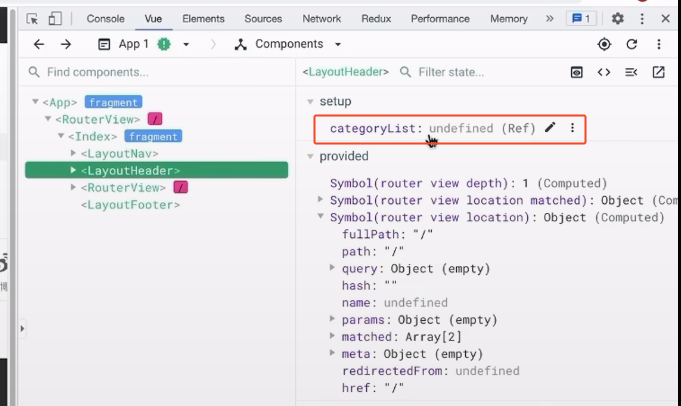 Console Vue Elements Sources Network Redux Performance Memory » 1
App 1 Components
Find components...
<LayoutHeader> Filter state...
<App> fragment
<RouterView> /
<Index> fragment
<LayoutNav>
<LayoutHeader>
<RouterView> /
<LayoutFooter>
setup
categoryList: undefined (Ref)
provided
Symbol(router view depth): 1 (Computed)
Symbol(router view location matched): Object (Com
Symbol(router view location): Object (Computed)
fullPath: "/"
path: "/"
query: Object (empty)
hash: ""
name: undefined
params: Object (empty)
matched: Array[2]
meta: Object (empty)
redirectedFrom: undefined
href: "/"